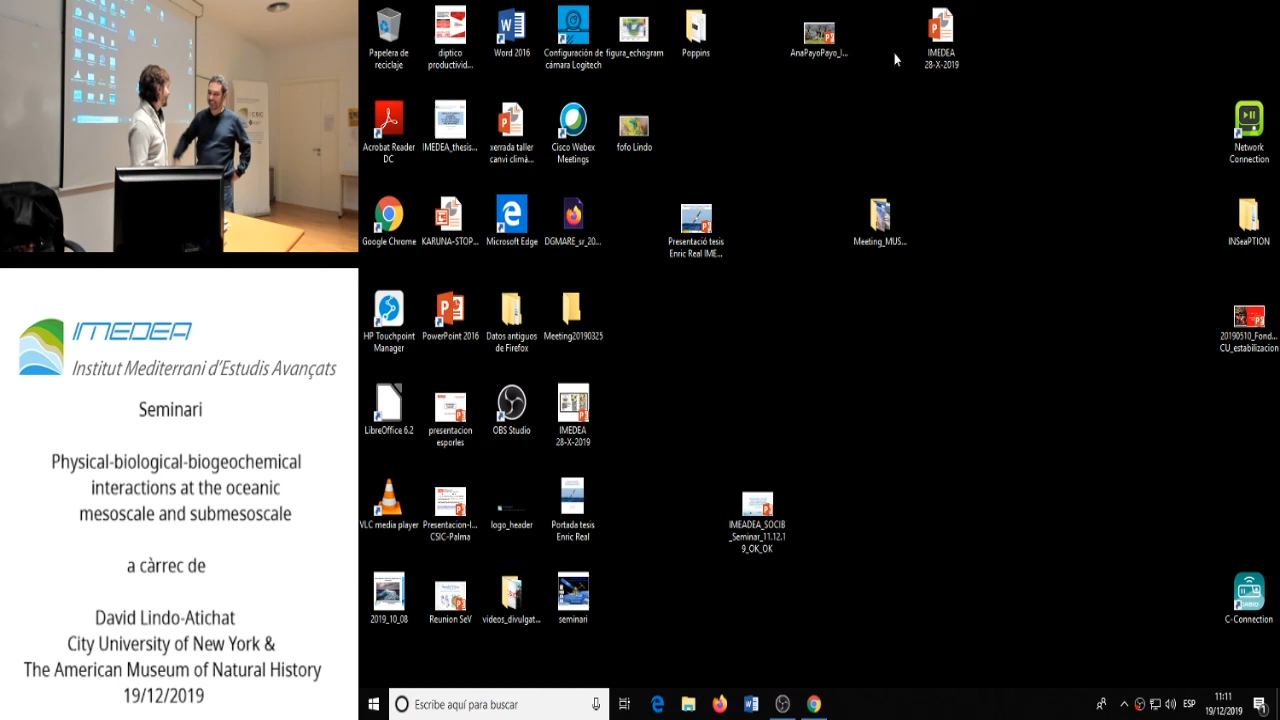 IMEDEA
Institut Mediterrani d'Estudis Avançats
Seminari
Physical-biological-biogeochemical
interactions at the oceanic
mesoscale and submesoscale
a càrrec de
David Lindo-Atichat
City University of New York &
The American Museum of Natural History
19/12/2019
Papelera de
reciclaje
diptico
productivid...
Word 2016
Configuración de
cámara Logitech
figura_echogram
Poppins
AnaPayoPayo_I...
IMEDEA
28-X-2019
Acrobat Reader
DC
IMEDEA_thesis...
xerrada taller
canvi climà...
Cisco Webex
Meetings
fofo Lindo
Network
Connection
Google Chrome
KARUNA-STOP...
Microsoft Edge
DGMARE_sr_20...
Presentació tesis
Enric Real IME...
Meeting_MUS...
INSeaPTION
HP Touchpoint
Manager
PowerPoint 2016
Datos antiguos
de Firefox
Meeting20190325
20190510_Fond...
CU_estabilizacion
LibreOffice 6.2
presentacion
esporles
OBS Studio
IMEDEA
28-X-2019
VLC media player
Presentacion-I...
CSIC-Palma
logo_header
Portada tesis
Enric Real
IMEADEA_SOCIB
_Seminar_11.12.1
9_OK_OK
2019_10_08
Reunion SeV
videos_divulgat...
seminari
C-Connection
Escribe aquí para buscar
ESP
11:11
19/12/2019